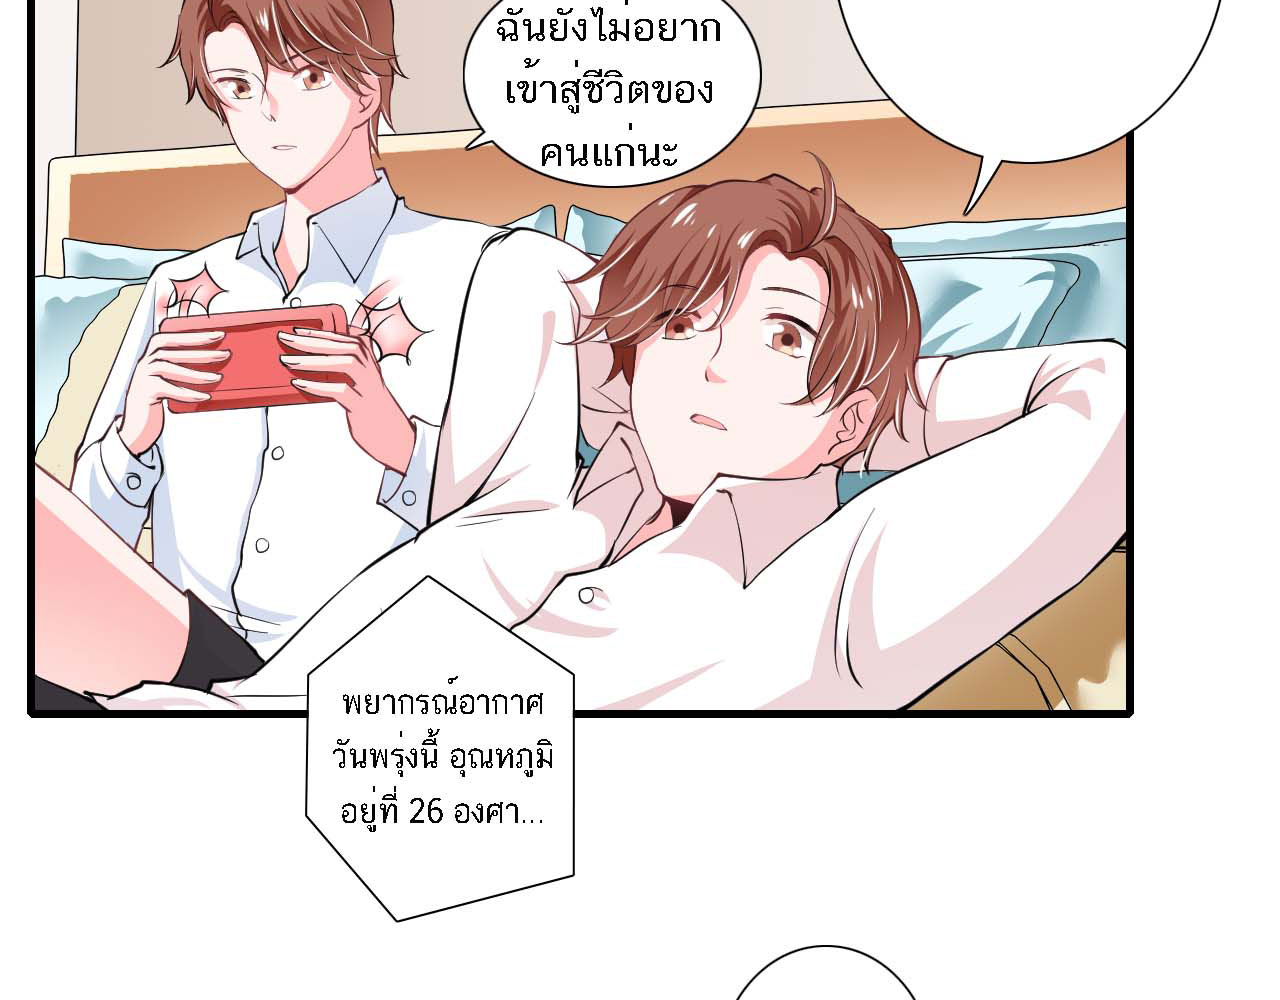 ฉันยังไม่อยาก
เข้าสู่ชีวิตของ
คนแก่นะ
พยากรณ์อากาศ
วันพรุ่งนี้ อุณหภูมิ
อยู่ที่ 26 องศา...